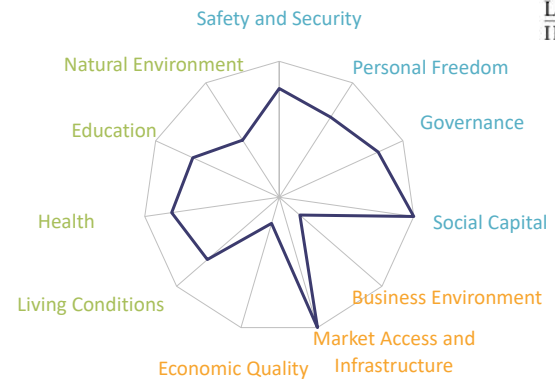 Safety and Security
Natural Environment
Personal Freedom
Education
Governance
Health
Social Capital
Living Conditions
Business Environment
Market Access and
Infrastructure
Economic Quality